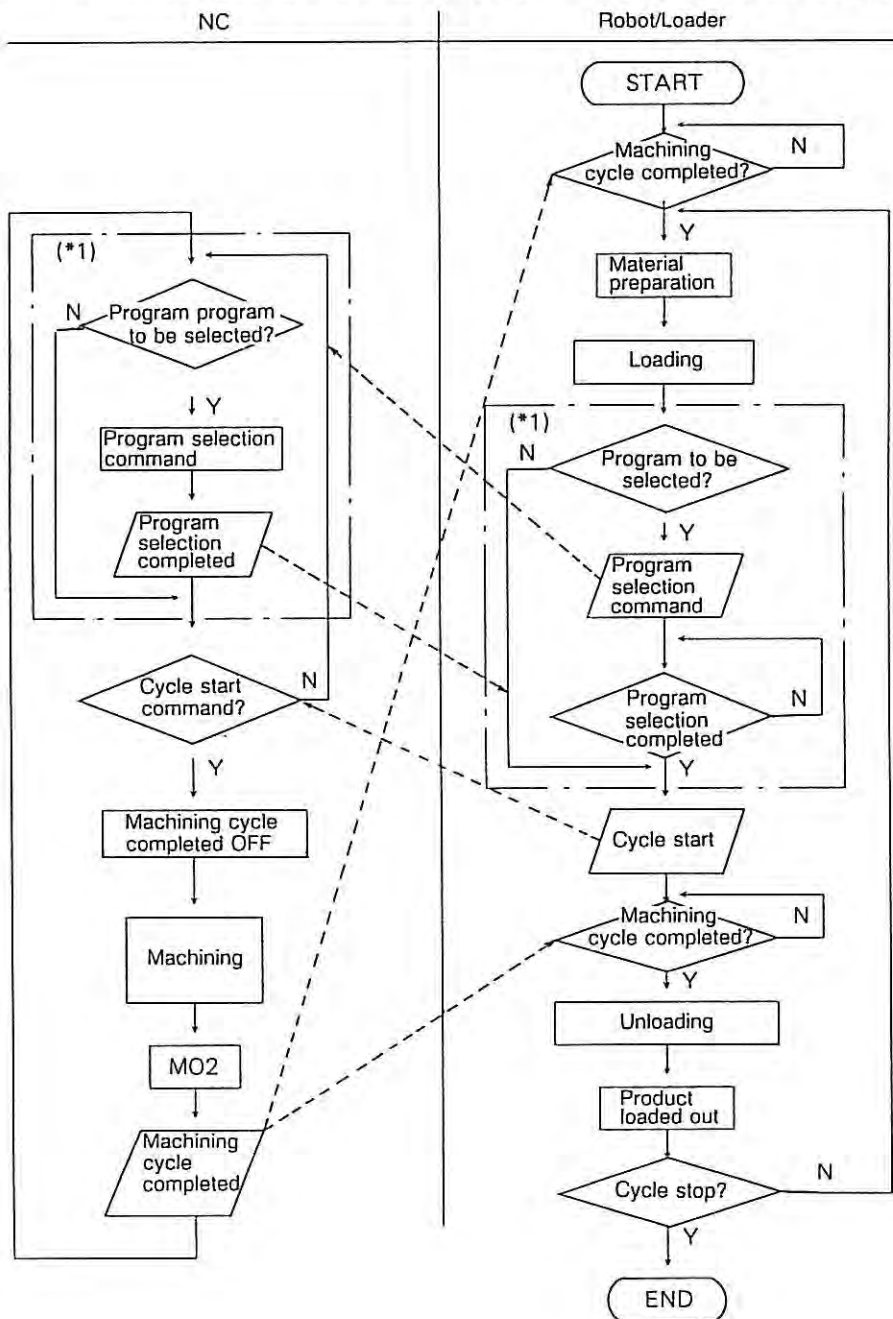 NC
Robot/Loader
START
Machining
cycle completed?
N
Y
Material
preparation
Loading
(*1)
N
Program to be
selected?
Y
Program
selection
command
Program
selection
completed
N
Y
Cycle start
Machining
cycle completed?
N
Y
Unloading
Product
loaded out
Cycle stop?
N
Y
END
(*1)
N
Program program
to be selected?
Y
Program selection
command
Program
selection
completed
Cycle start
command?
N
Y
Machining cycle
completed OFF
Machining
MO2
Machining
cycle
completed